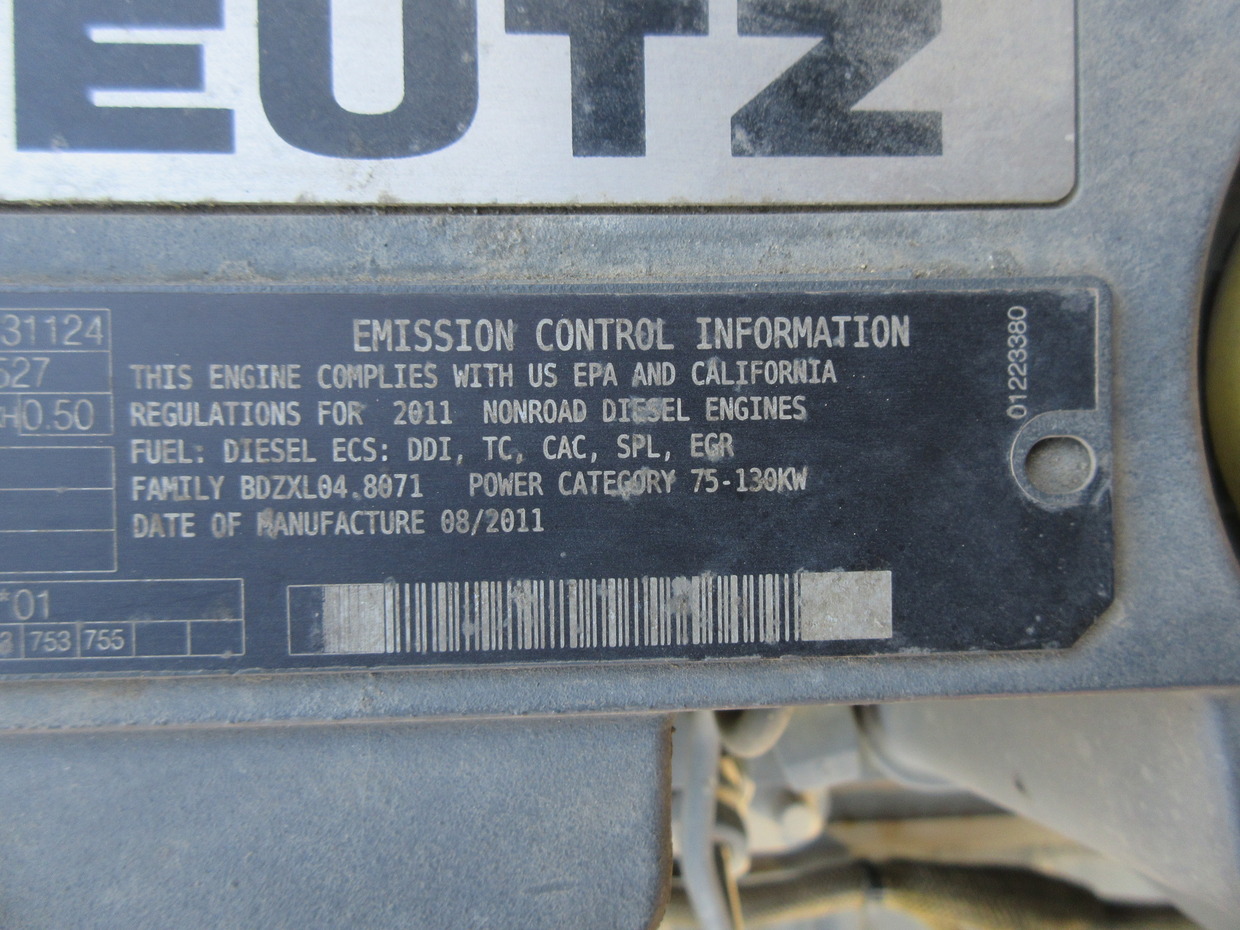 EUTZ
31124
EMISSION CONTROL INFORMATION
01223380
527
THIS ENGINE COMPLIES WITH US EPA AND CALIFORNIA
H 0.50
REGULATIONS FOR 2011 NONROAD DIESEL ENGINES
FUEL: DIESEL ECS: DDI, TC, CAC, SPL, EGR
FAMILY BDZXL04.8071 POWER CATEGORY 75-130KW
DATE OF MANUFACTURE 08/2011
*01
3 753 755